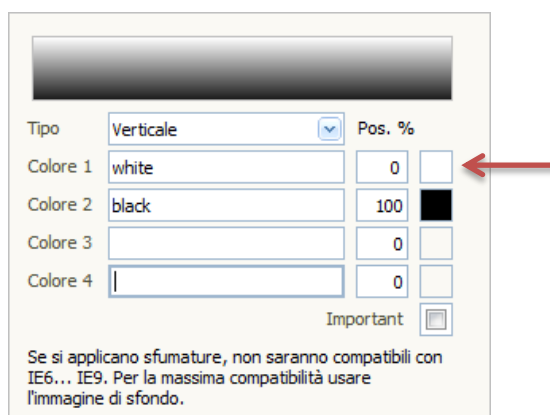 Tipo Verticale Pos. %
Colore 1 white 0
Colore 2 black 100
Colore 3 0
Colore 4 0
Important
Se si applicano sfumature, non saranno compatibili con
IE6... IE9. Per la massima compatibilità usare
l'immagine di sfondo.